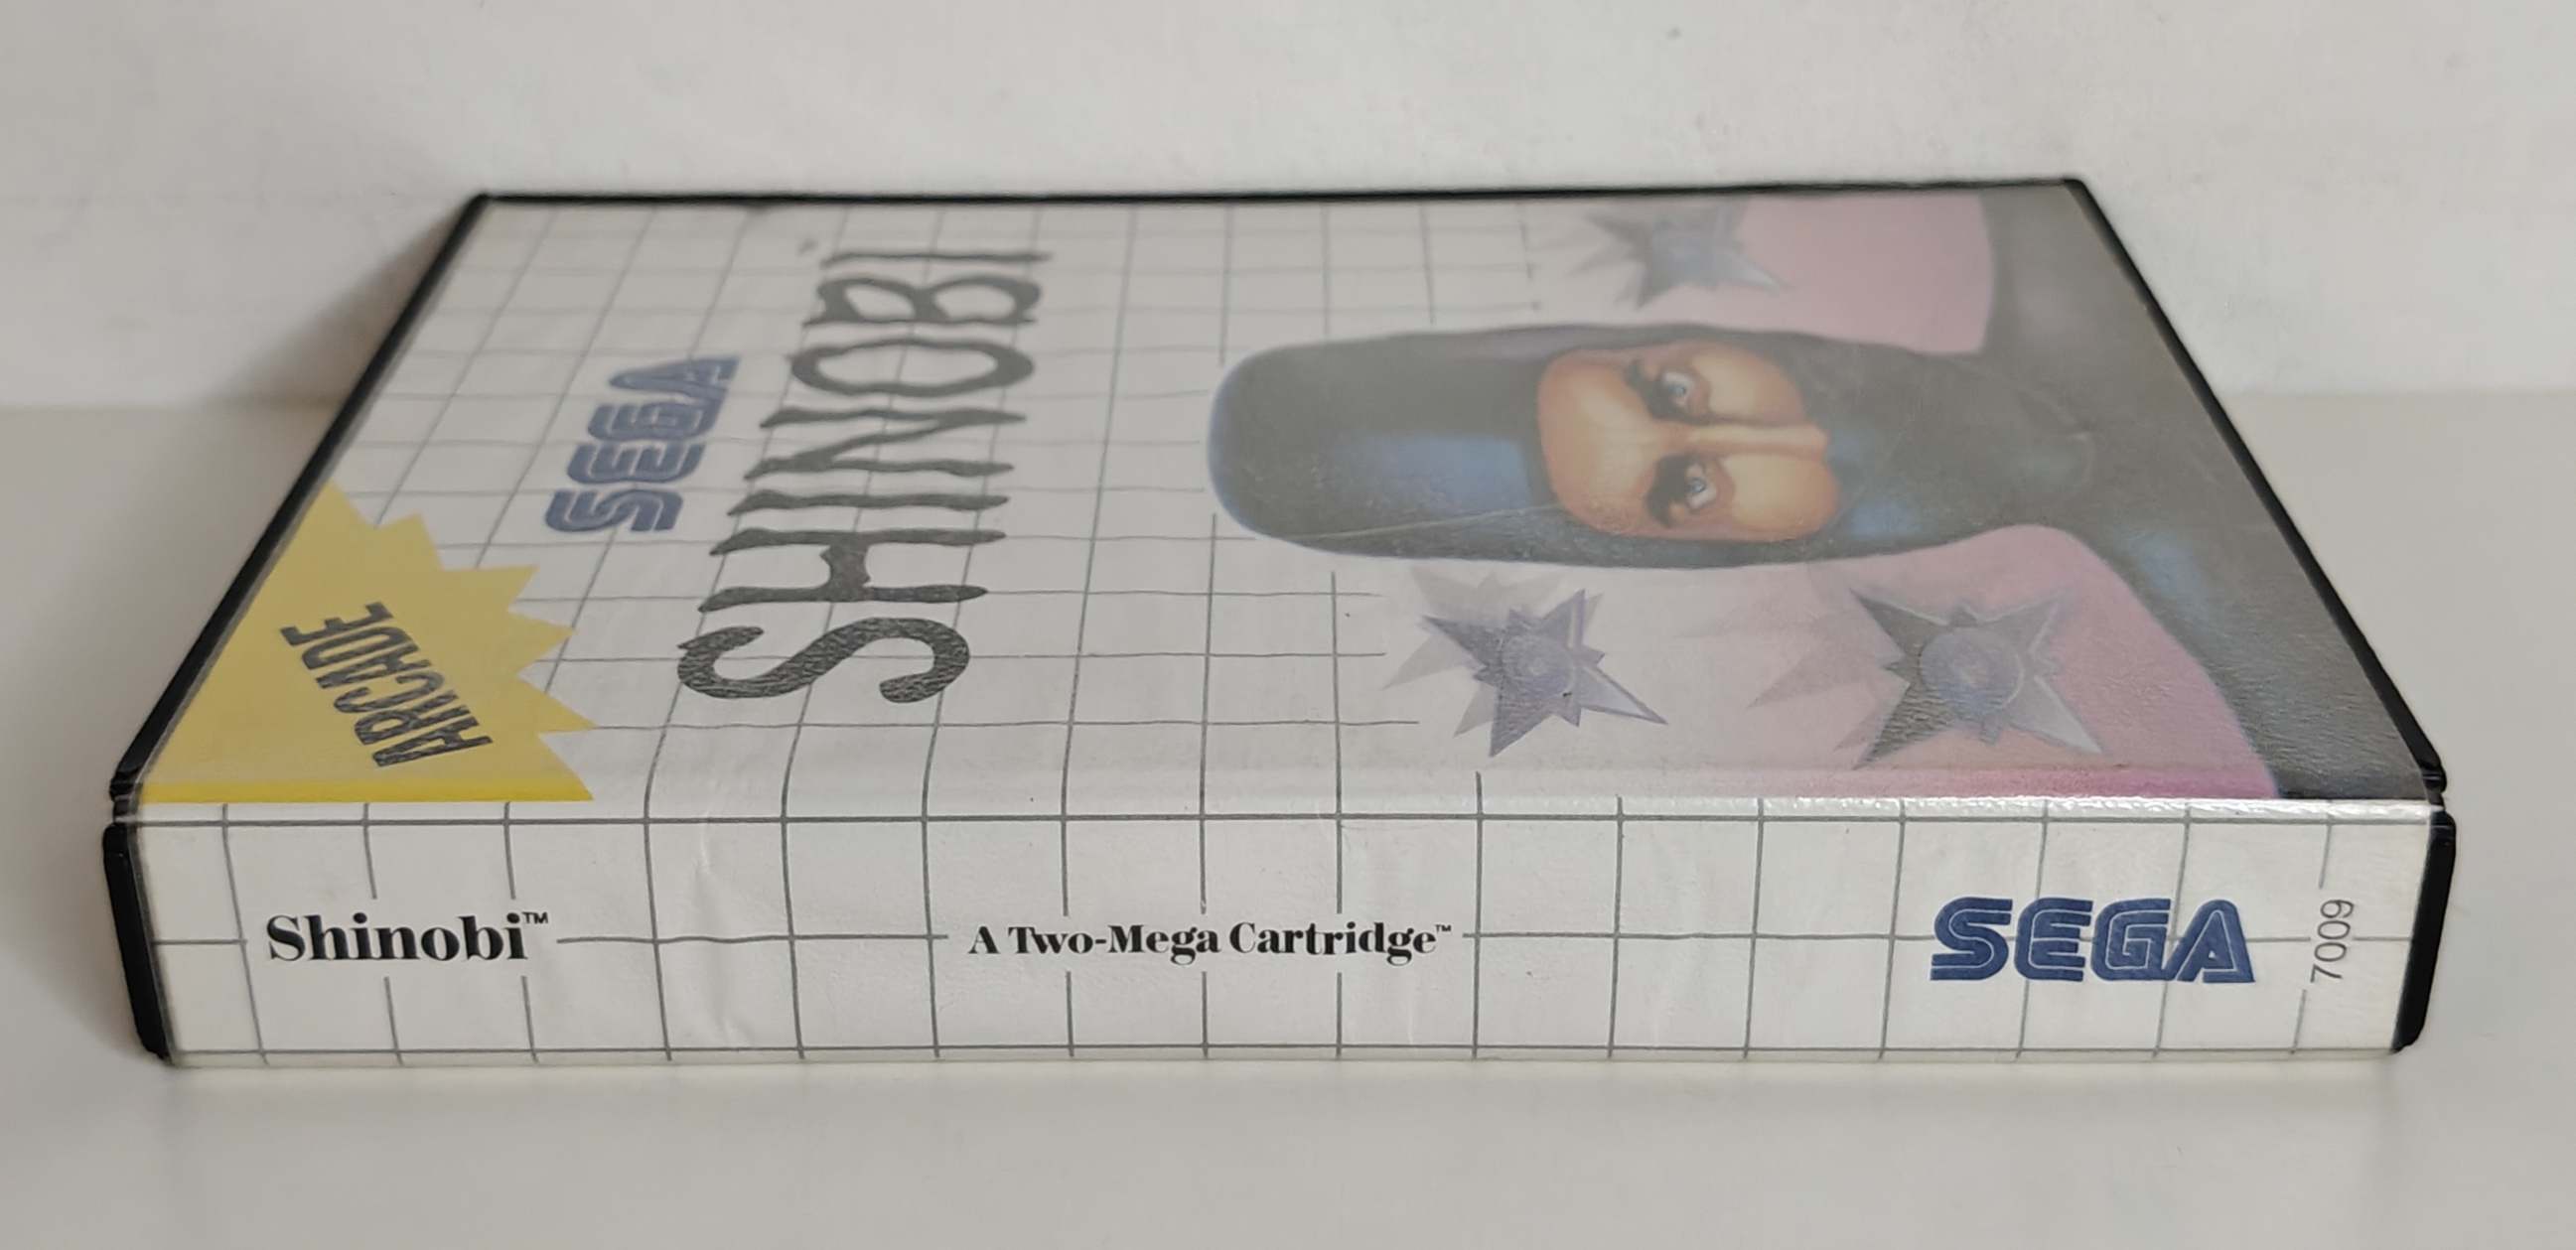 ARCADE
SEGA
SHINOBI™
Shinobi™
A Two-Mega Cartridge™
SEGA
7009